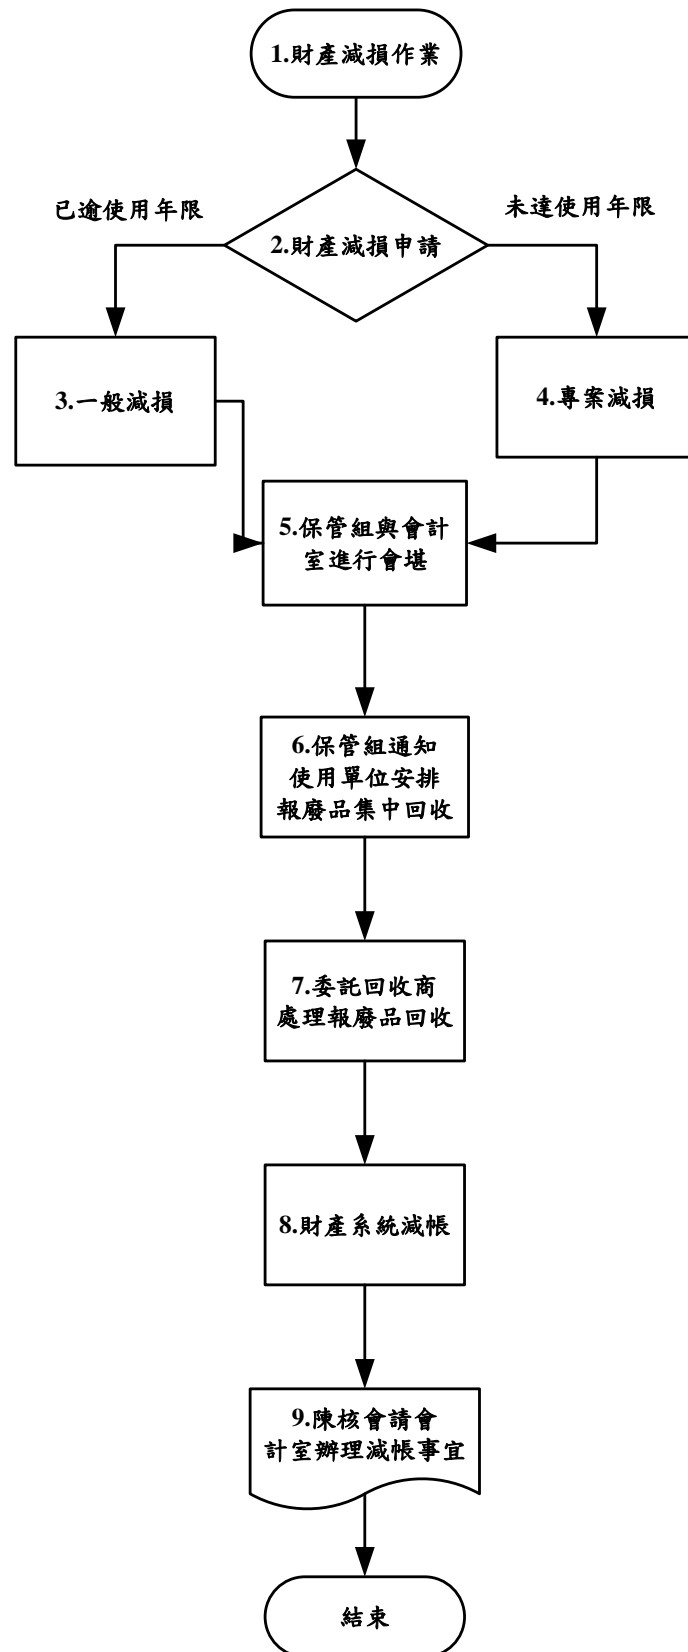 1.財產減損作業
已逾使用年限
未達使用年限
2.財產減損申請
3.一般減損
4.專案減損
5.保管組與會計
室進行會堪
6.保管組通知
使用單位安排
報廢品集中回收
7.委託回收商
處理報廢品回收
8.財產系統減帳
9.陳核會請會
計室辦理減帳事宜
結束